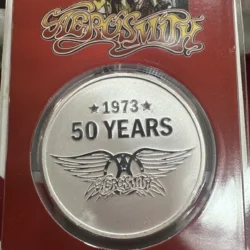 AEROSMITH
★ 1973 ★
50 YEARS
AEROSMITH